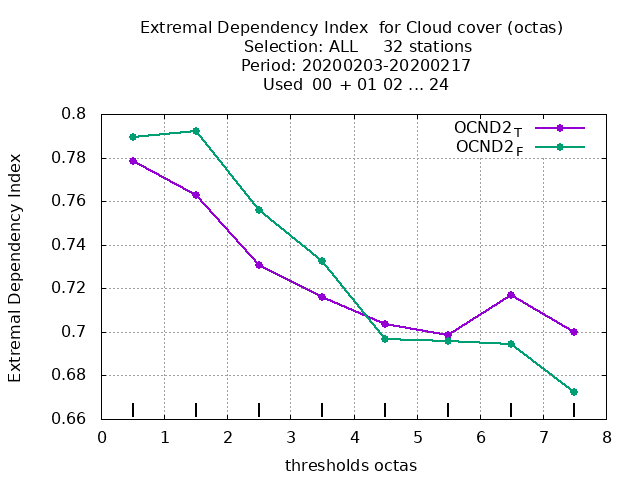 Extremal Dependency Index  for Cloud cover (octas)
Selection: ALL     32 stations
Period: 20200203-20200217
Used  00 + 01 02 ... 24
OCND2T
OCND2F
Extremal Dependency Index
0.8
0.78
0.76
0.74
0.72
0.7
0.68
0.66
0 1 2 3 4 5 6 7 8
thresholds octas